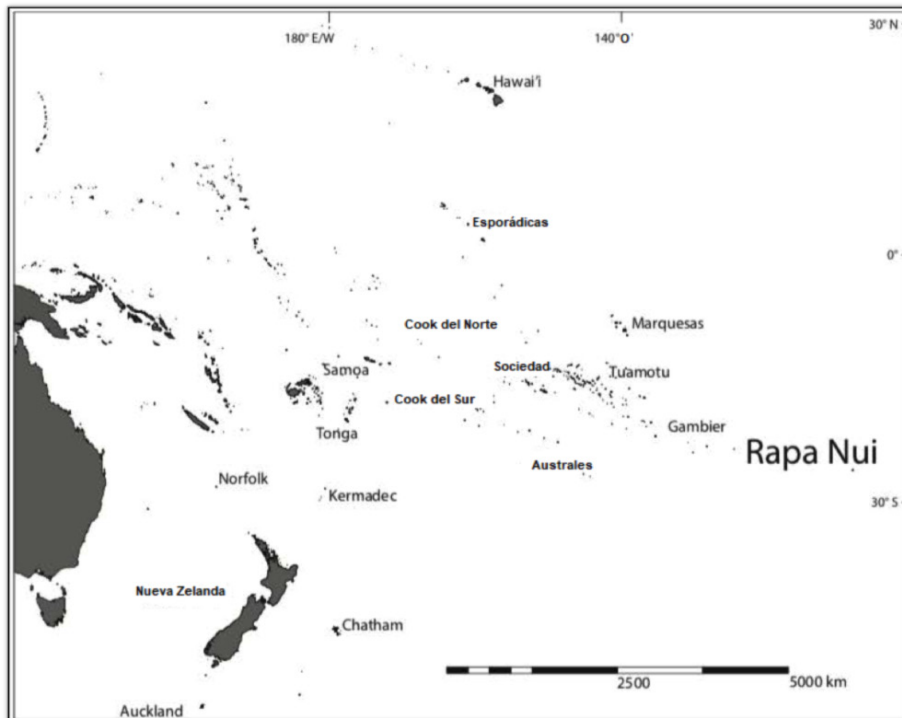 180° E/W
140°O
30° N
Hawai'i
Esporádicas
0°
Cook del Norte
Marquesas
Samoa
Sociedad
Tuamotu
Cook del Sur
Tonga
Gambier
Rapa Nui
Australes
Norfolk
Kermadec
30° S
Nueva Zelanda
Chatham
2500
5000 km
Auckland